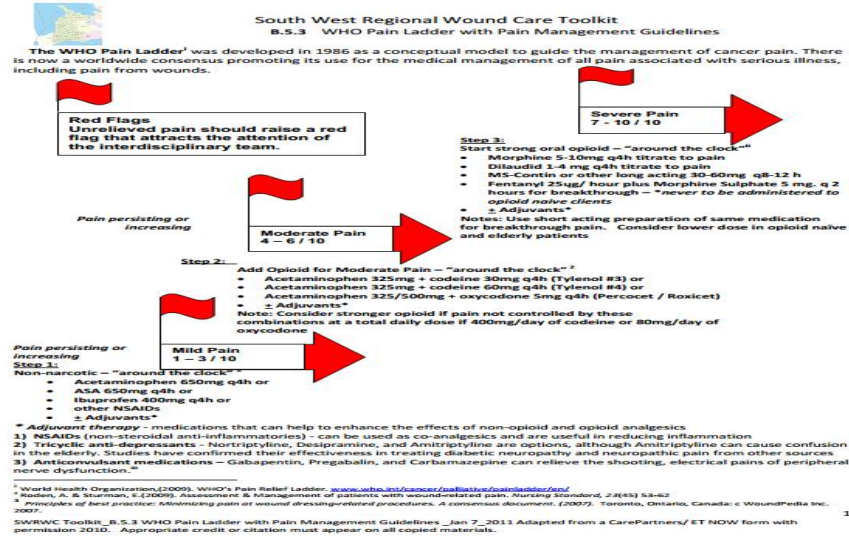 South West Regional Wound Care Toolkit
B.5.3 WHO Pain Ladder with Pain Management Guidelines
The WHO Pain Ladder¹ was developed in 1986 as a conceptual model to guide the management of cancer pain. There
is now a worldwide consensus promoting its use for the medical management of all pain associated with serious illness,
including pain from wounds.
Red Flags
Unrelieved pain should raise a red
flag that attracts the attention of
the interdisciplinary team.
Severe Pain
7 - 10 / 10
Step 3:
Start strong oral opioid – "around the clock"
• Morphine 5-10mg q4h titrate to pain
• Dilaudid 1-4 mg q4h titrate to pain
• MS-Contin or other long acting 30-60mg q8-12 h
• Fentanyl 25µg/ hour plus Morphine Sulphate 5 mg. q 2
hours for breakthrough – *never to be administered to
opioid naive clients
• ± Adjuvants*
Notes: Use short acting preparation of same medication
for breakthrough pain. Consider lower dose in opioid naïve
and elderly patients
Pain persisting or
increasing
Moderate Pain
4 – 6 / 10
Step 2:
Add Opioid for Moderate Pain – "around the clock" ²
• Acetaminophen 325mg + codeine 30mg q4h (Tylenol #3) or
• Acetaminophen 325mg + codeine 60mg q4h (Tylenol #4) or
• Acetaminophen 325/500mg + oxycodone 5mg q4h (Percocet / Roxicet)
• ± Adjuvants*
Note: Consider stronger opioid if pain not controlled by these
combinations at a total daily dose if 400mg/day of codeine or 80mg/day of
oxycodone
Pain persisting or
increasing
Mild Pain
1 – 3 / 10
Step 1:
Non-narcotic – "around the clock" ²
• Acetaminophen 650mg q4h or
• ASA 650mg q4h or
• Ibuprofen 400mg q4h or
• other NSAIDs
• ± Adjuvants*
* Adjuvant therapy - medications that can help to enhance the effects of non-opioid and opioid analgesics
1) NSAIDs (non-steroidal anti-inflammatories) - can be used as co-analgesics and are useful in reducing inflammation
2) Tricyclic anti-depressants - Nortriptyline, Desipramine, and Amitriptyline are options, although Amitriptyline can cause confusion
in the elderly. Studies have confirmed their effectiveness in treating diabetic neuropathy and neuropathic pain from other sources
3) Anticonvulsant medications – Gabapentin, Pregabalin, and Carbamazepine can relieve the shooting, electrical pains of peripheral
nerve dysfunction.
World Health Organization,(2009). WHO's Pain Relief Ladder. www.who.int/cancer/palliative/painladder/en/
Roden, A. & Sturman, E.(2009). Assessment & Management of patients with wound-related pain. Nursing Standard, 23(45) 53-62
Principles of best practice: Minimizing pain at wound dressing-related procedures. A consensus document. (2007). Toronto, Ontario, Canada: c WoundPedia Inc.
2007.
1
SWRWC Toolkit_B.5.3 WHO Pain Ladder with Pain Management Guidelines _Jan 7_2011 Adapted from a CarePartners/ ET NOW form with
permission 2010. Appropriate credit or citation must appear on all copied materials.